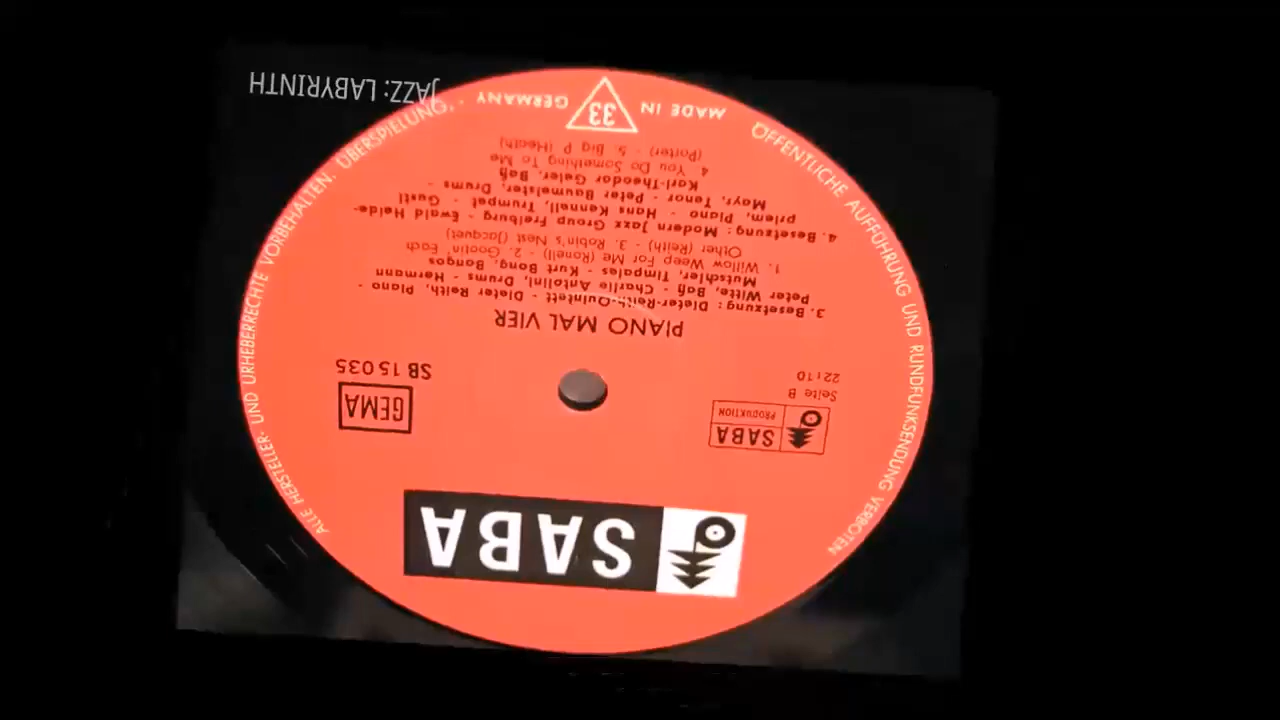 SABA
SABA
PRODUKTION
Seite B
22:10
GEMA
SB 15035
PIANO MAL VIER
3. Besetzung: Dieter-Reith-Quintett - Dieter Reith, Piano -
Peter Witte, Baß - Charlie Antolini, Drums - Hermann
Mutschler, Timpales - Kurt Bong, Bongos
1. Willow Weep For Me (Ronell) - 2. Gootin' Each
Other (Reith) - 3. Robin's Nest (Jacquet)
4. Besetzung: Modern Jazz Group Freiburg - Ewald Heide-
priem, Piano - Hans Kennell, Trumpet - Gustl
Mayr, Tenor - Peter Baumeister, Drums -
Karl-Theodor Geier, Baß
4. You Do Something To Me
(Porter) - 5. Big P (Heath)
MADE IN 33 GERMANY
ALLE HERSTELLER- UND URHEBERRECHTE VORBEHALTEN. ÜBERSPIELUNG,
ÖFFENTLICHE AUFFÜHRUNG UND RUNDFUNKSENDUNG VERBOTEN
JAZZ: LABYRINTH